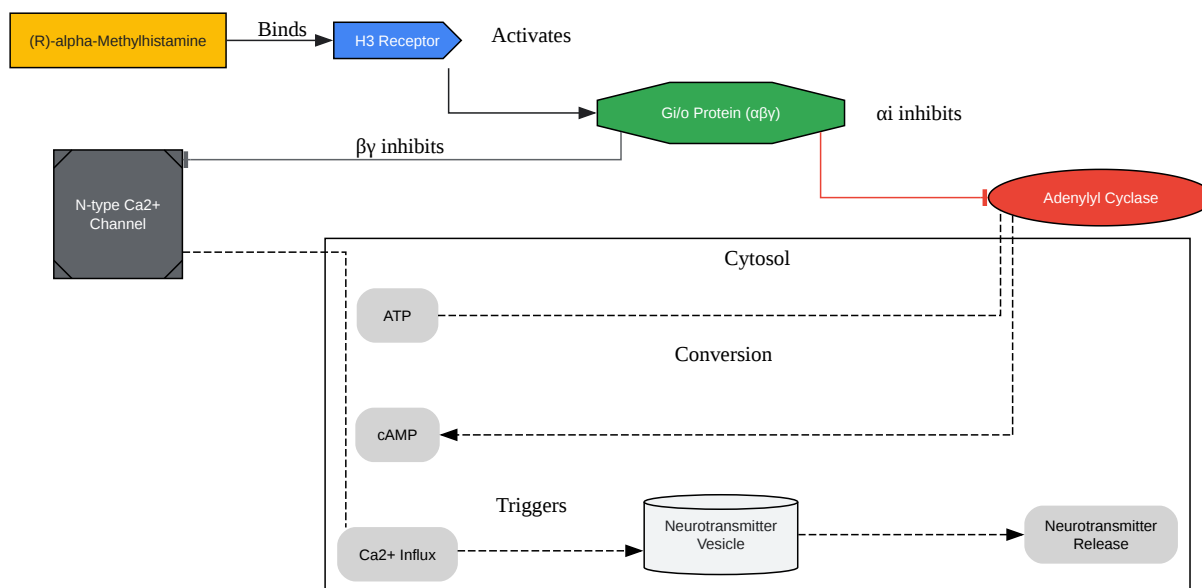 (R)-alpha-Methylhistamine
Binds
H3 Receptor
Activates
Gi/o Protein (αβγ)
αi inhibits
βγ inhibits
N-type Ca2+
Channel
Adenylyl Cyclase
Cytosol
ATP
Conversion
cAMP
Triggers
Ca2+ Influx
Neurotransmitter
Vesicle
Neurotransmitter
Release